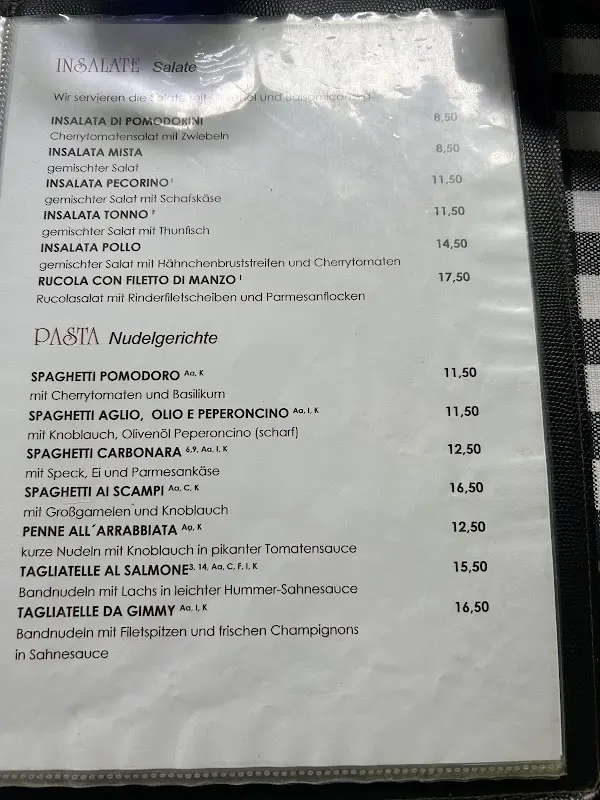 INSALATE Salate
Wir servieren die Salate mit Olivenöl und
INSALATA DI POMODORINI 8,50
Cherrytomatensalat mit Zwiebeln
INSALATA MISTA 8,50
gemischter Salat
INSALATA PECORINO I 11,50
gemischter Salat mit Schafskäse
INSALATA TONNO F 11,50
gemischter Salat mit Thunfisch
INSALATA POLLO 14,50
gemischter Salat mit Hähnchenbruststreifen und Cherrytomaten
RUCOLA CON FILETTO DI MANZO I 17,50
Rucolasalat mit Rinderfiletscheiben und Parmesanflocken
PASTA Nudelgerichte
SPAGHETTI POMODORO Aa, K 11,50
mit Cherrytomaten und Basilikum
SPAGHETTI AGLIO, OLIO E PEPERONCINO Aa, I, K 11,50
mit Knoblauch, Olivenöl Peperoncino (scharf)
SPAGHETTI CARBONARA 6,9, Aa, I, K 12,50
mit Speck, Ei und Parmesankäse
SPAGHETTI AI SCAMPI Aa, C, K 16,50
mit Großgarnelen und Knoblauch
PENNE ALL´ARRABBIATA Aa, K 12,50
kurze Nudeln mit Knoblauch in pikanter Tomatensauce
TAGLIATELLE AL SALMONE 3, 14, Aa, C, F, I, K 15,50
Bandnudeln mit Lachs in leichter Hummer-Sahnesauce
TAGLIATELLE DA GIMMY Aa, I, K 16,50
Bandnudeln mit Filetspitzen und frischen Champignons
in Sahnesauce